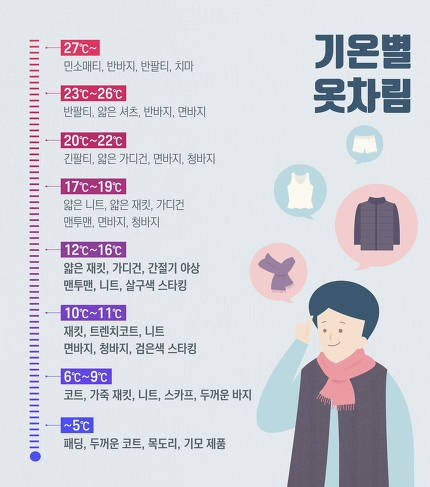 기온별
옷차림
27℃~
민소매티, 반바지, 반팔티, 치마
23℃~26℃
반팔티, 얇은 셔츠, 반바지, 면바지
20℃~22℃
긴팔티, 얇은 가디건, 면바지, 청바지
17℃~19℃
얇은 니트, 얇은 재킷, 가디건
맨투맨, 면바지, 청바지
12℃~16℃
얇은 재킷, 가디건, 간절기 야상
맨투맨, 니트, 살구색 스타킹
10℃~11℃
재킷, 트렌치코트, 니트
면바지, 청바지, 검은색 스타킹
6℃~9℃
코트, 가죽 재킷, 니트, 스카프, 두꺼운 바지
~5℃
패딩, 두꺼운 코트, 목도리, 기모 제품